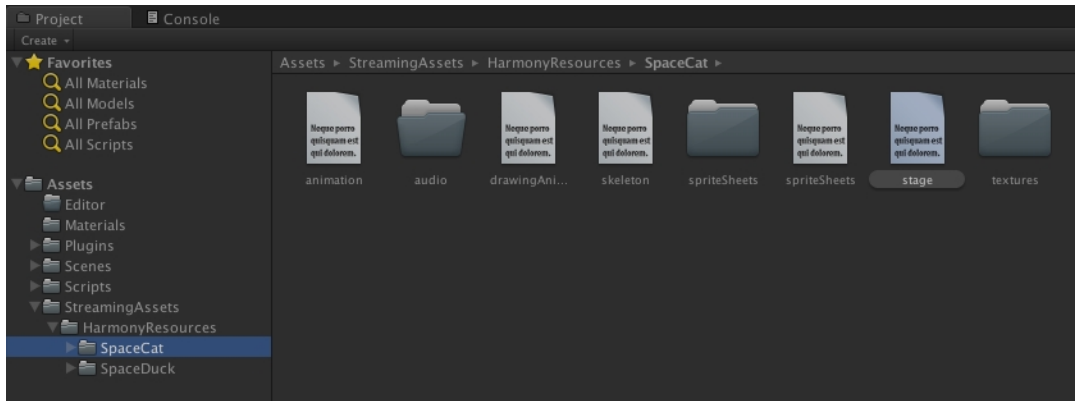 Project Console
Create
Favorites
All Materials
All Models
All Prefabs
All Scripts
Assets
Editor
Materials
Plugins
Scenes
Scripts
StreamingAssets
HarmonyResources
SpaceCat
SpaceDuck
Assets ▸ StreamingAssets ▸ HarmonyResources ▸ SpaceCat ▸
Neque porro Neque porro Neque porro Neque porro Neque porro
quisquam est quisquam est quisquam est quisquam est quisquam est
qui dolorem, qui dolorem, qui dolorem, qui dolorem, qui dolorem,
animation audio drawingAni... skeleton spriteSheets spriteSheets stage textures